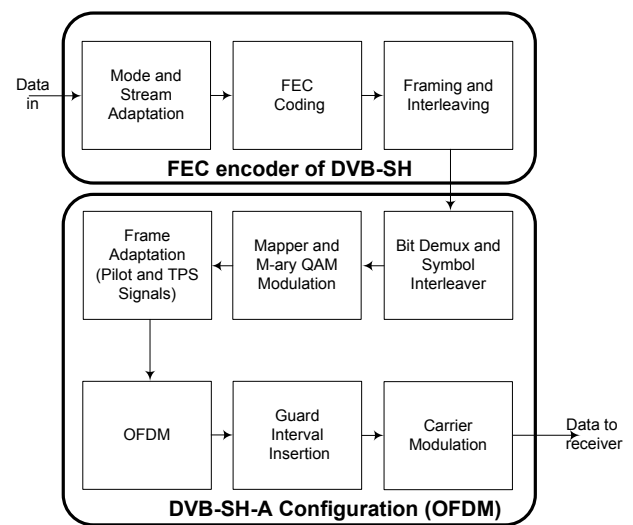 Data
in
Mode and
Stream
Adaptation
FEC
Coding
Framing and
Interleaving
FEC encoder of DVB-SH
Frame
Adaptation
(Pilot and TPS
Signals)
Mapper and
M-ary QAM
Modulation
Bit Demux and
Symbol
Interleaver
OFDM
Guard
Interval
Insertion
Carrier
Modulation
Data to
receiver
DVB-SH-A Configuration (OFDM)